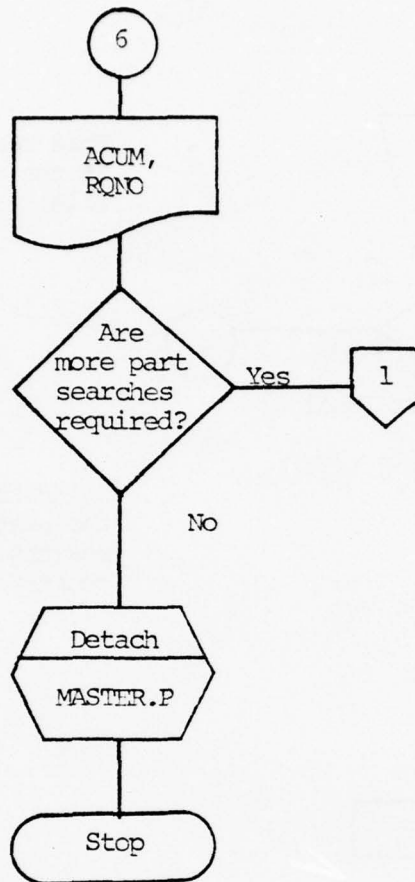 6
ACUM,
RQNO
Are
more part
searches
required?
Yes
1
No
Detach
MASTER.P
Stop